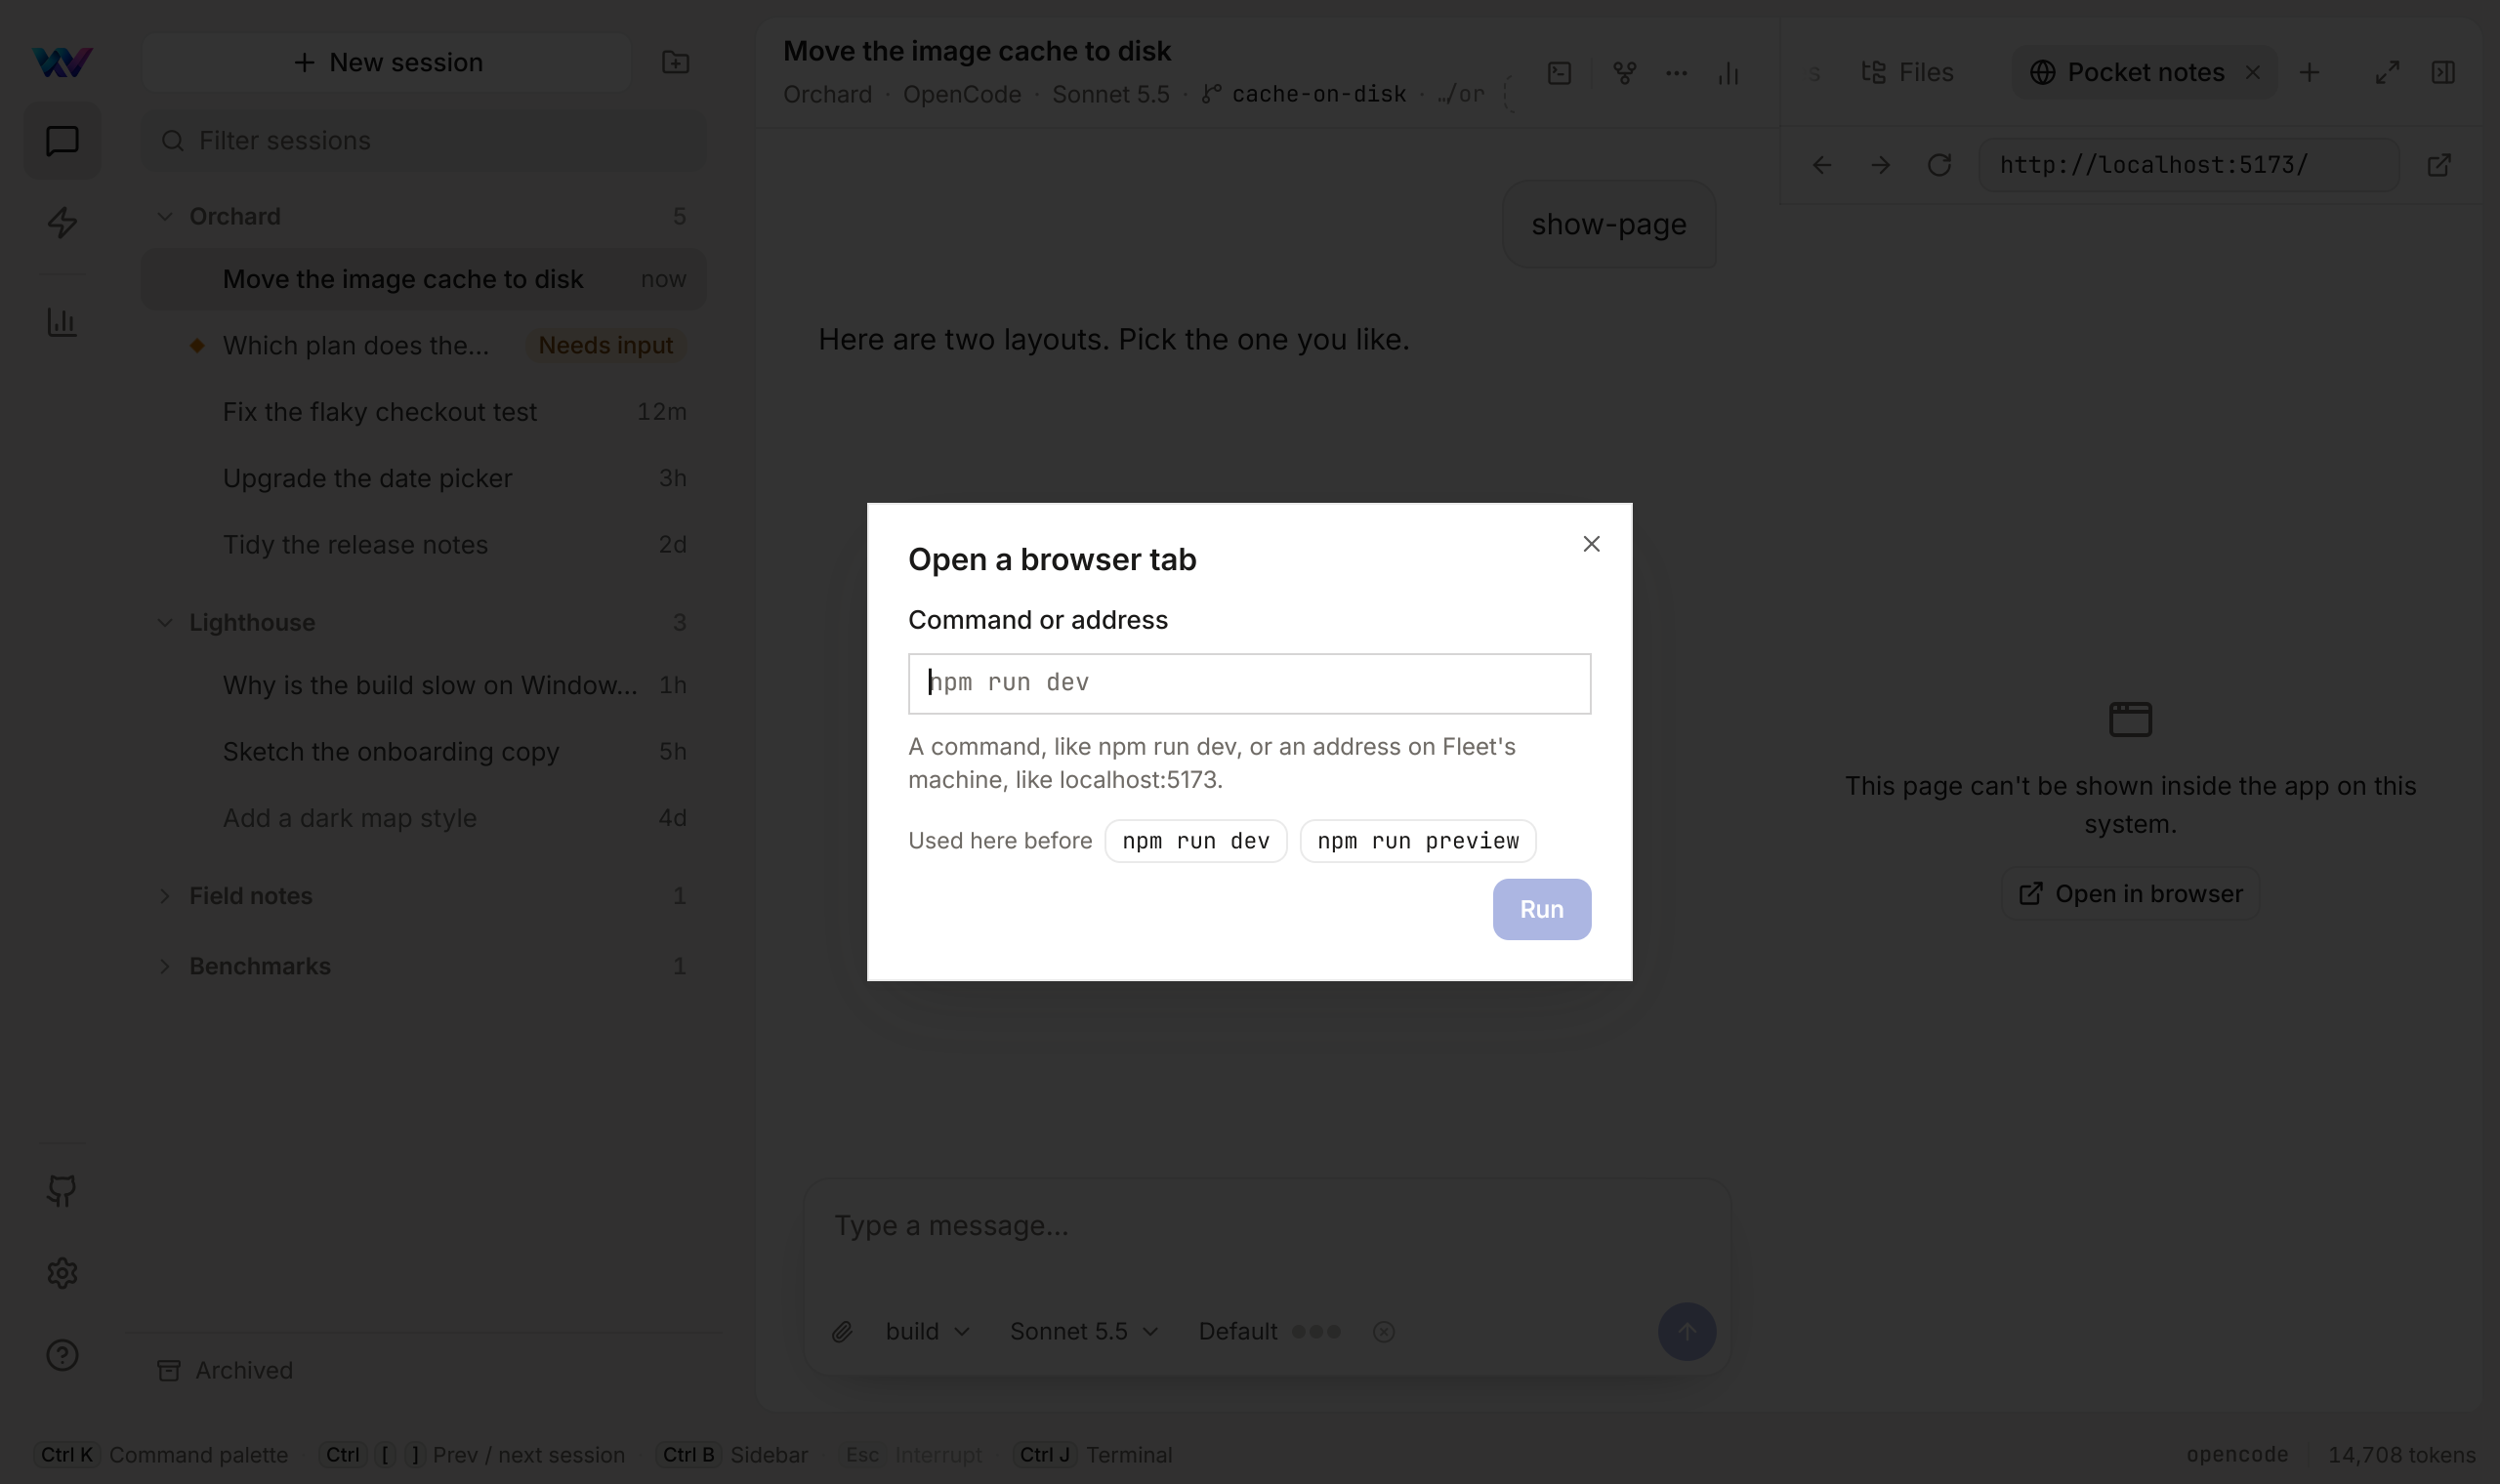 New session
Filter sessions
Orchard 5
Move the image cache to disk now
Which plan does the... Needs input
Fix the flaky checkout test 12m
Upgrade the date picker 3h
Tidy the release notes 2d
Lighthouse 3
Why is the build slow on Window... 1h
Sketch the onboarding copy 5h
Add a dark map style 4d
Field notes 1
Benchmarks 1
Archived
Move the image cache to disk
Orchard · OpenCode · Sonnet 5.5 · cache-on-disk · …/or
show-page
Here are two layouts. Pick the one you like.
s Files Pocket notes
http://localhost:5173/
This page can't be shown inside the app on this
system.
Open in browser
Open a browser tab
Command or address
npm run dev
A command, like npm run dev, or an address on Fleet's
machine, like localhost:5173.
Used here before npm run dev npm run preview
Run
Type a message...
build Sonnet 5.5 Default
Ctrl K Command palette Ctrl [ ] Prev / next session Ctrl B Sidebar Esc Interrupt Ctrl J Terminal
opencode 14,708 tokens